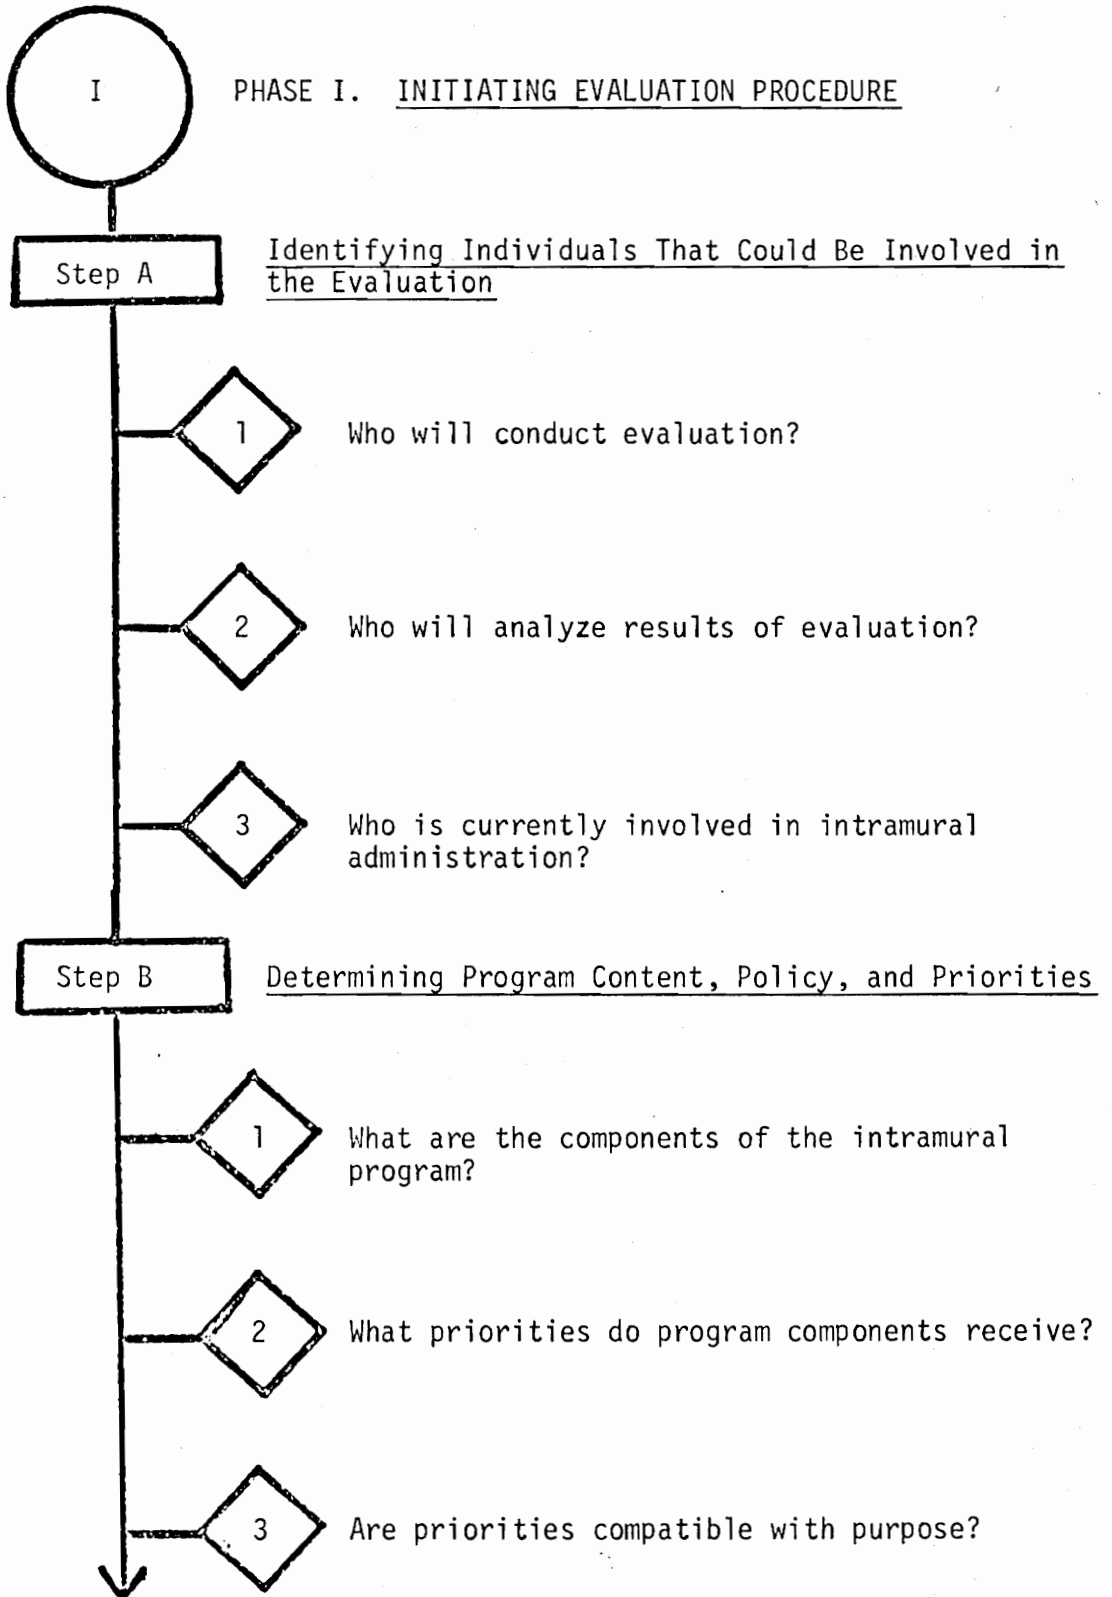 I
PHASE I. INITIATING EVALUATION PROCEDURE
Step A
Identifying Individuals That Could Be Involved in
the Evaluation
1
Who will conduct evaluation?
2
Who will analyze results of evaluation?
3
Who is currently involved in intramural
administration?
Step B
Determining Program Content, Policy, and Priorities
1
What are the components of the intramural
program?
2
What priorities do program components receive?
3
Are priorities compatible with purpose?